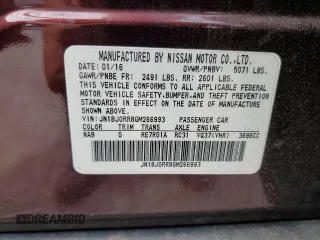 MANUFACTURED BY NISSAN MOTOR CO.,LTD.
DATE: 01/16 GVWR/PNBV: 5071 LBS.
GAWR/PNBE FR: 2491 LBS. RR: 2601 LBS.
THIS VEHICLE CONFORMS TO ALL APPLICABLE FEDERAL
MOTOR VEHICLE SAFETY,BUMPER,AND THEFT PREVENTION
STANDARDS IN EFFECT ON THE DATE OF MANUFACTURE
SHOWN ABOVE.
VIN: JN1BJ0RR8GM266993 PASSENGER CAR
COLOR TRIM TRANS AXLE ENGINE
NAB G RE7R01A RC31 VQ37(VHR) 3696CC
DREAMBID